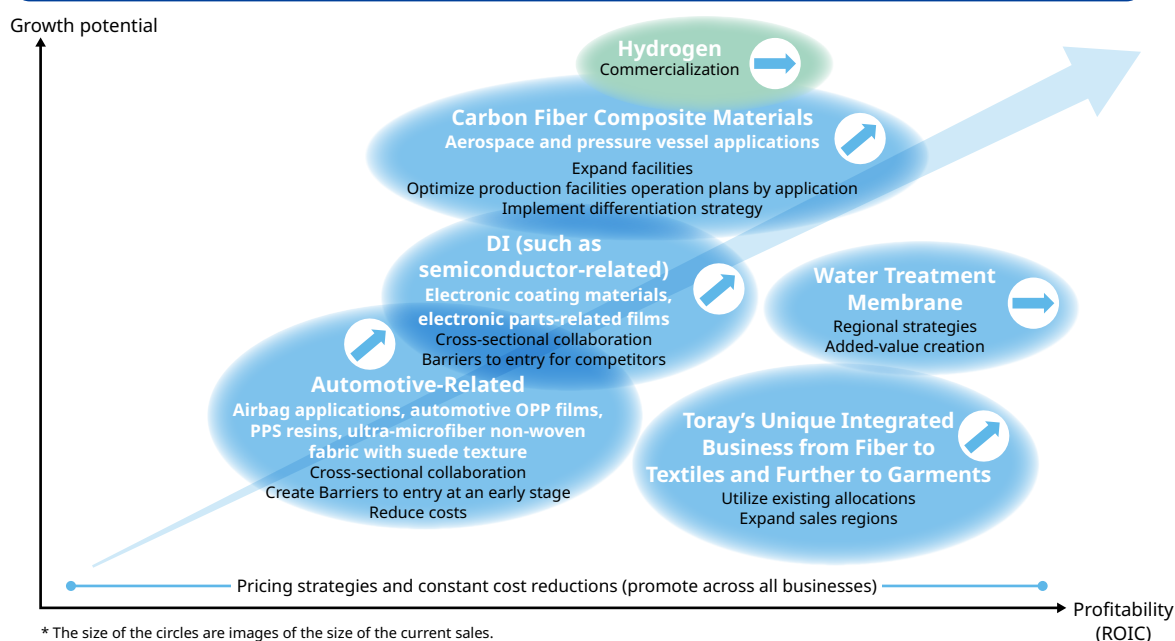 Growth potential
Hydrogen
Commercialization
Carbon Fiber Composite Materials
Aerospace and pressure vessel applications
Expand facilities
Optimize production facilities operation plans by application
Implement differentiation strategy
DI (such as
semiconductor-related)
Electronic coating materials,
electronic parts-related films
Cross-sectional collaboration
Barriers to entry for competitors
Water Treatment
Membrane
Regional strategies
Added-value creation
Automotive-Related
Airbag applications, automotive OPP films,
PPS resins, ultra-microfiber non-woven
fabric with suede texture
Cross-sectional collaboration
Create Barriers to entry at an early stage
Reduce costs
Toray’s Unique Integrated
Business from Fiber to
Textiles and Further to Garments
Utilize existing allocations
Expand sales regions
Pricing strategies and constant cost reductions (promote across all businesses)
Profitability
(ROIC)
* The size of the circles are images of the size of the current sales.